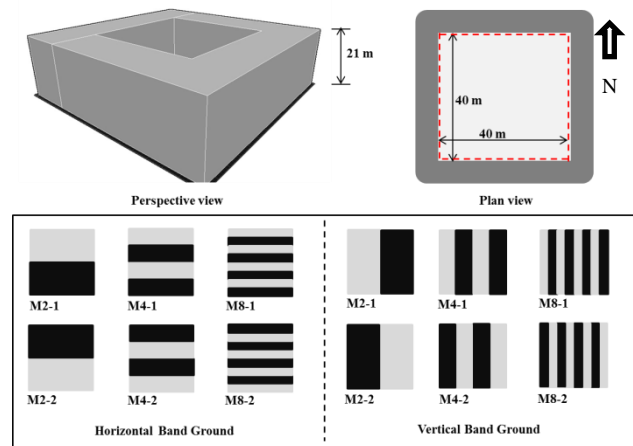 21 m
N
40 m
40 m
Perspective view
Plan view
M2-1
M4-1
M8-1
M2-1
M4-1
M8-1
M2-2
M4-2
M8-2
M2-2
M4-2
M8-2
Horizontal Band Ground
Vertical Band Ground